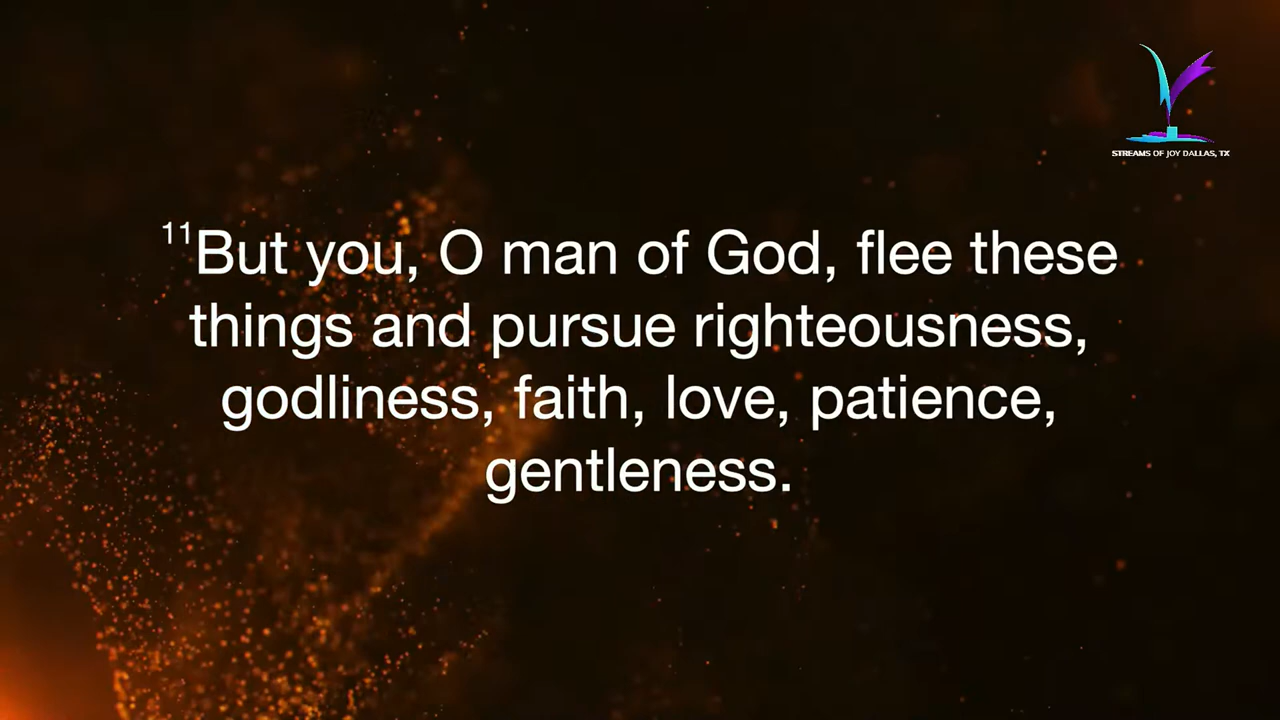 STREAMS OF JOY DALLAS, TX
11But you, O man of God, flee these
things and pursue righteousness,
godliness, faith, love, patience,
gentleness.